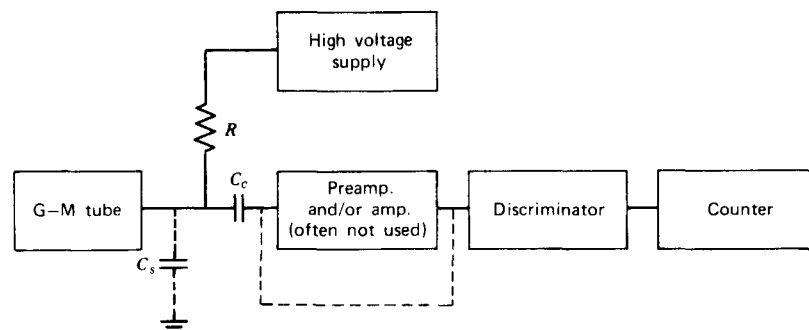 High voltage
supply
R
G–M tube
C_c
Preamp.
and/or amp.
(often not used)
Discriminator
Counter
C_s